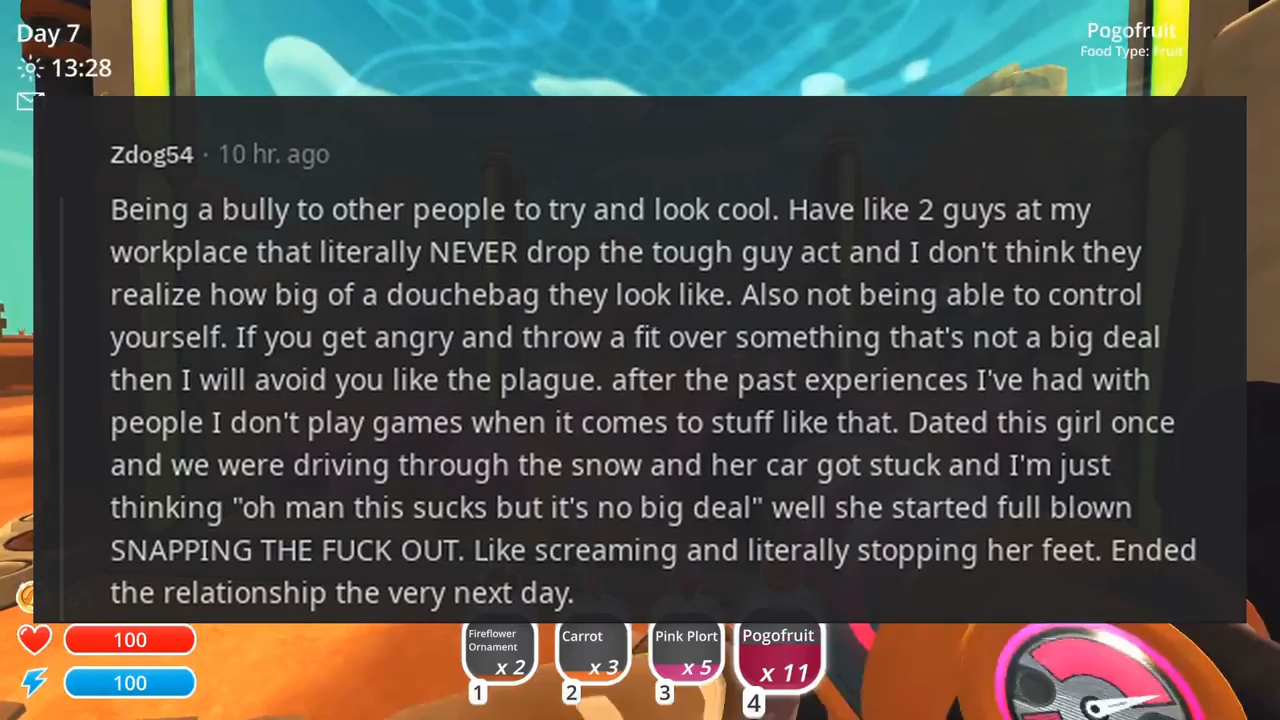 Day 7
13:28
Pogofruit
Food Type: Fruit
Zdog54 · 10 hr. ago
Being a bully to other people to try and look cool. Have like 2 guys at my
workplace that literally NEVER drop the tough guy act and I don't think they
realize how big of a douchebag they look like. Also not being able to control
yourself. If you get angry and throw a fit over something that's not a big deal
then I will avoid you like the plague. after the past experiences I've had with
people I don't play games when it comes to stuff like that. Dated this girl once
and we were driving through the snow and her car got stuck and I'm just
thinking "oh man this sucks but it's no big deal" well she started full blown
SNAPPING THE FUCK OUT. Like screaming and literally stopping her feet. Ended
the relationship the very next day.
100
100
Fireflower
Ornament
x 2
1
Carrot
x 3
2
Pink Plort
x 5
3
Pogofruit
x 11
4